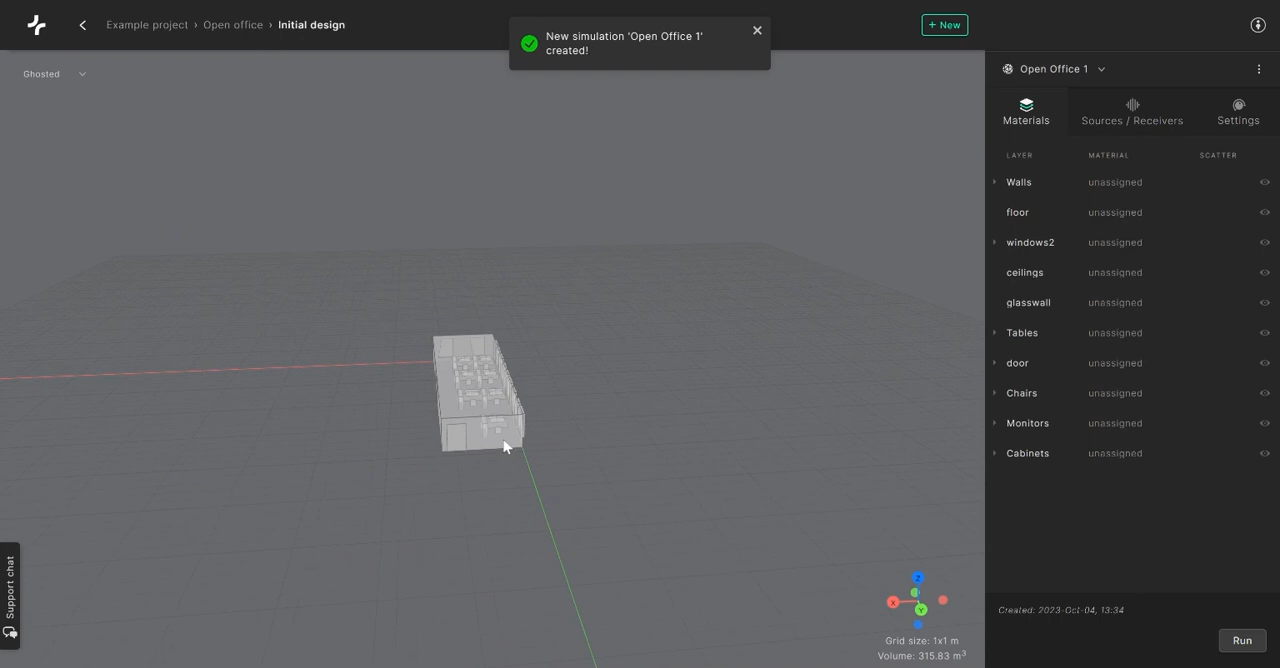 Example project › Open office › Initial design
New simulation 'Open Office 1' created!
+ New
Ghosted
Open Office 1
Materials
Sources / Receivers
Settings
LAYER MATERIAL SCATTER
Walls unassigned
floor unassigned
windows2 unassigned
ceilings unassigned
glasswall unassigned
Tables unassigned
door unassigned
Chairs unassigned
Monitors unassigned
Cabinets unassigned
Support chat
Z
X
Y
Grid size: 1x1 m
Volume: 315.83 m³
Created: 2023-Oct-04, 13:34
Run